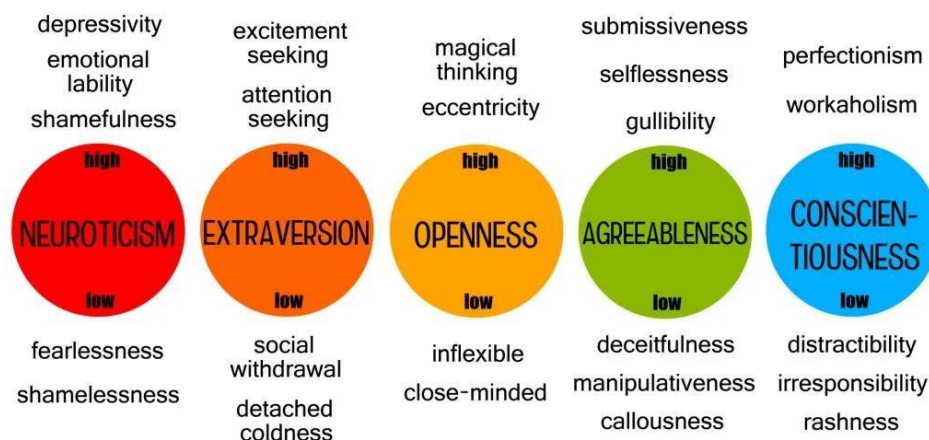 depressivity
emotional
lability
shamefulness
high
NEUROTICISM
low
fearlessness
shamelessness
excitement
seeking
attention
seeking
high
EXTRAVERSION
low
social
withdrawal
detached
coldness
magical
thinking
eccentricity
high
OPENNESS
low
inflexible
close-minded
submissiveness
selflessness
gullibility
high
AGREEABLENESS
low
deceitfulness
manipulativeness
callousness
perfectionism
workaholism
high
CONSCIEN-
TIOUSNESS
low
distractibility
irresponsibility
rashness